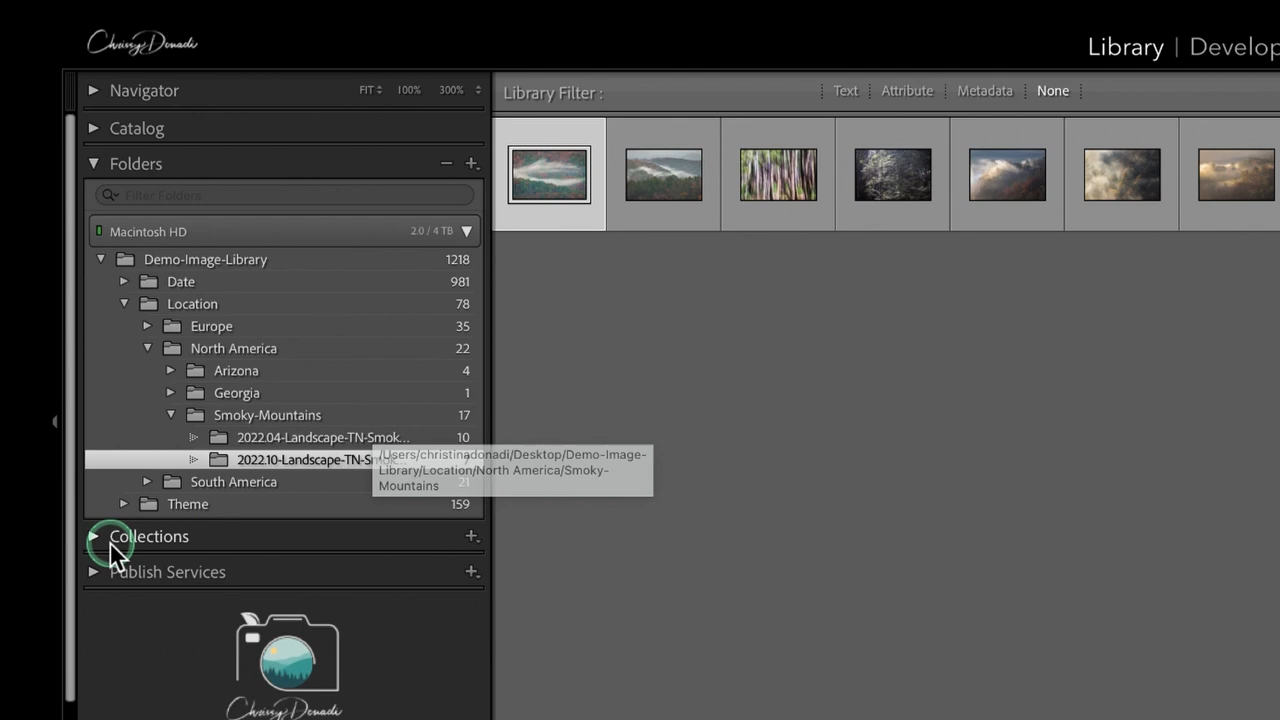 Chrissy Donadi
Library | Develop
Navigator FIT 100% 300%
Catalog
Folders
Filter Folders
Macintosh HD 2.0 / 4 TB
Demo-Image-Library 1218
Date 981
Location 78
Europe 35
North America 22
Arizona 4
Georgia 1
Smoky-Mountains 17
2022.04-Landscape-TN-Smok... 10
2022.10-Landscape-TN-Smok... 7
/Users/christinadonadi/Desktop/Demo-Image-
Library/Location/North America/Smoky-
Mountains
South America 21
Theme 159
Collections
Publish Services
Chrissy Donadi
Library Filter : Text Attribute Metadata None